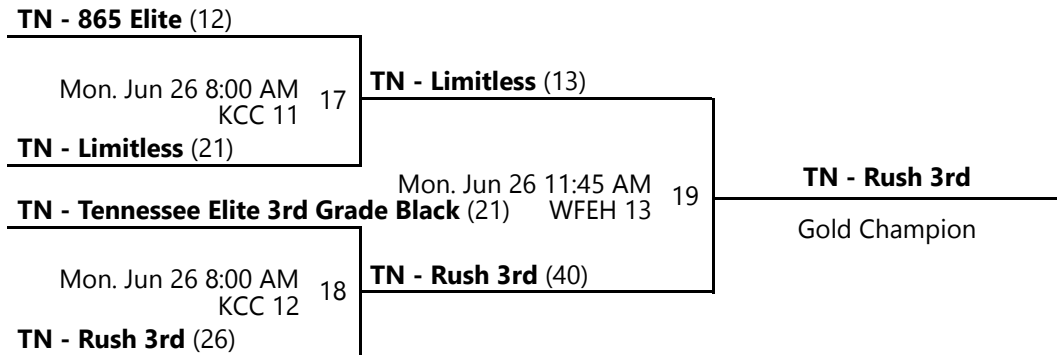 TN - 865 Elite (12)
Mon. Jun 26 8:00 AM
KCC 11
17
TN - Limitless (21)
TN - Limitless (13)
TN - Tennessee Elite 3rd Grade Black (21)
Mon. Jun 26 8:00 AM
KCC 12
18
TN - Rush 3rd (26)
TN - Rush 3rd (40)
Mon. Jun 26 11:45 AM
WFEH 13
19
TN - Rush 3rd
Gold Champion